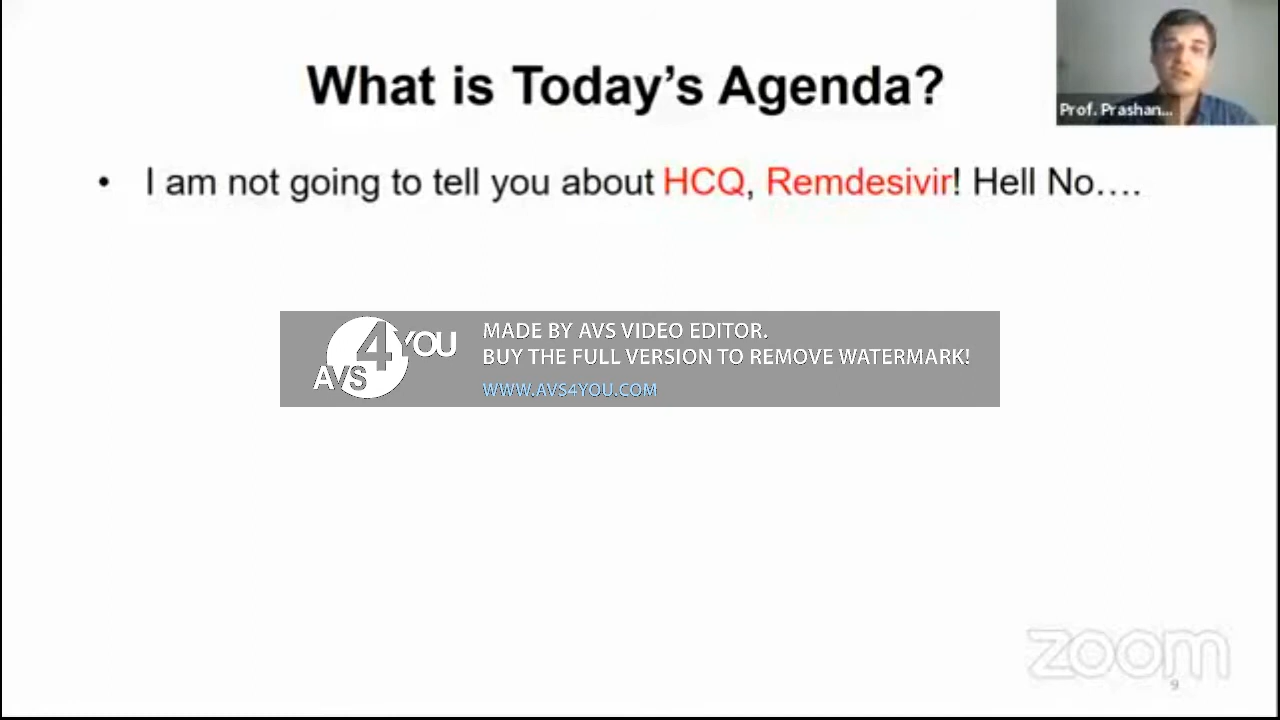 What is Today's Agenda?
Prof. Prashan...
• I am not going to tell you about HCQ, Remdesivir! Hell No....
AVS4YOU
MADE BY AVS VIDEO EDITOR.
BUY THE FULL VERSION TO REMOVE WATERMARK!
WWW.AVS4YOU.COM
zoom
9